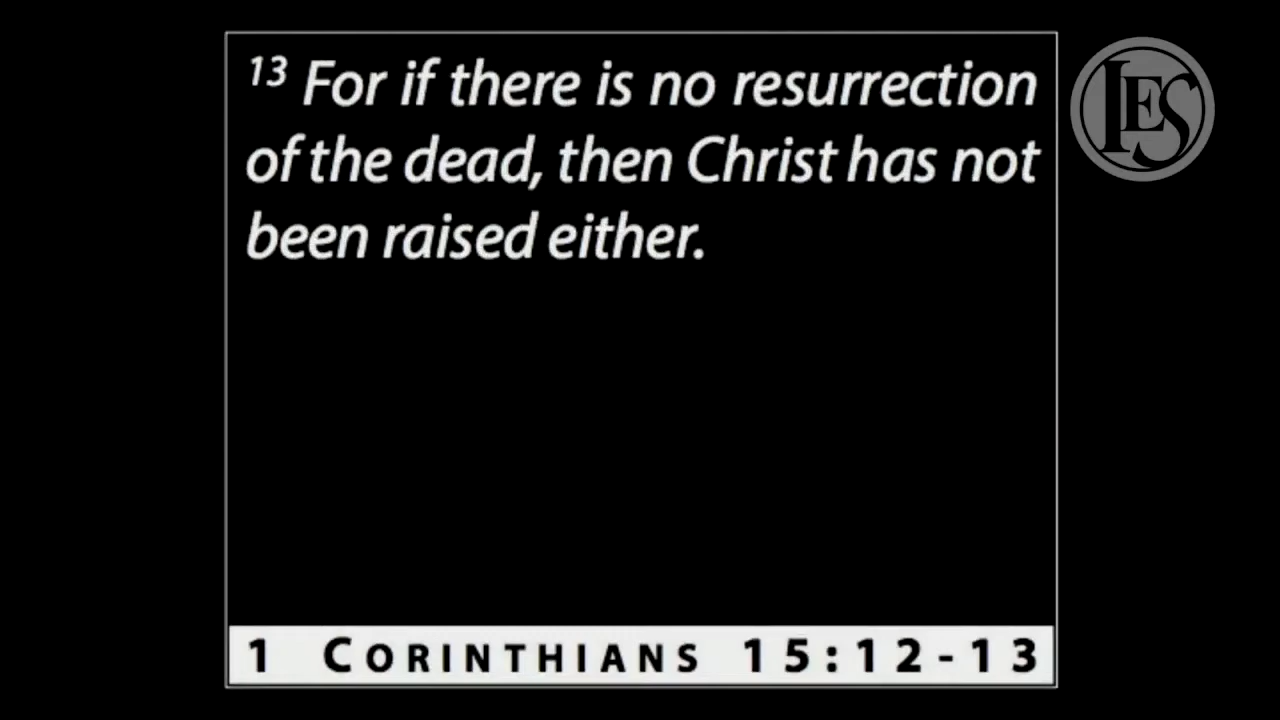 ¹³ For if there is no resurrection
of the dead, then Christ has not
been raised either.
1 CORINTHIANS 15:12-13
LES